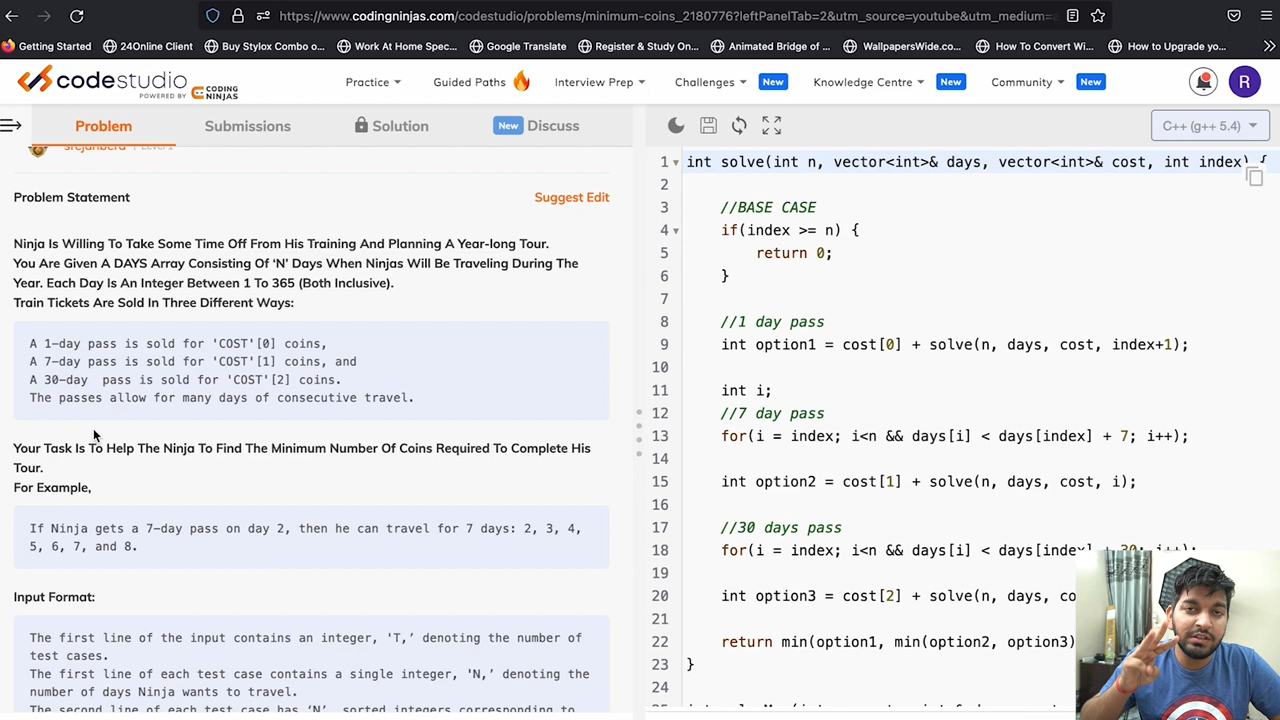 https://www.codingninjas.com/codestudio/problems/minimum-coins_2180776?leftPanelTab=2&utm_source=youtube&utm_medium=
Getting Started
24Online Client
Buy Stylox Combo o...
Work At Home Spec...
Google Translate
Register & Study On...
Animated Bridge of ...
WallpapersWide.co...
How To Convert Wi...
How to Upgrade yo...
codestudio
POWERED BY CODING NINJAS
Practice
Guided Paths
Interview Prep
Challenges New
Knowledge Centre New
Community New
R
Problem
Submissions
Solution
New Discuss
C++ (g++ 5.4)
Problem Statement
Suggest Edit
Ninja Is Willing To Take Some Time Off From His Training And Planning A Year-long Tour.
You Are Given A DAYS Array Consisting Of ‘N’ Days When Ninjas Will Be Traveling During The
Year. Each Day Is An Integer Between 1 To 365 (Both Inclusive).
Train Tickets Are Sold In Three Different Ways:
A 1-day pass is sold for 'COST'[0] coins,
A 7-day pass is sold for 'COST'[1] coins, and
A 30-day  pass is sold for 'COST'[2] coins.
The passes allow for many days of consecutive travel.
Your Task Is To Help The Ninja To Find The Minimum Number Of Coins Required To Complete His
Tour.
For Example,
If Ninja gets a 7-day pass on day 2, then he can travel for 7 days: 2, 3, 4,
5, 6, 7, and 8.
Input Format:
The first line of the input contains an integer, 'T,’ denoting the number of
test cases.
The first line of each test case contains a single integer, 'N,’ denoting the
number of days Ninja wants to travel.
The second line of each test case has ‘N’ sorted integers corresponding to
1 int solve(int n, vector<int>& days, vector<int>& cost, int index) {
2
3 //BASE CASE
4 if(index >= n) {
5 return 0;
6 }
7
8 //1 day pass
9 int option1 = cost[0] + solve(n, days, cost, index+1);
10
11 int i;
12 //7 day pass
13 for(i = index; i<n && days[i] < days[index] + 7; i++);
14
15 int option2 = cost[1] + solve(n, days, cost, i);
16
17 //30 days pass
18 for(i = index; i<n && days[i] < days[index] + 30; i++);
19
20 int option3 = cost[2] + solve(n, days, co
21
22 return min(option1, min(option2, option3)
23 }
24